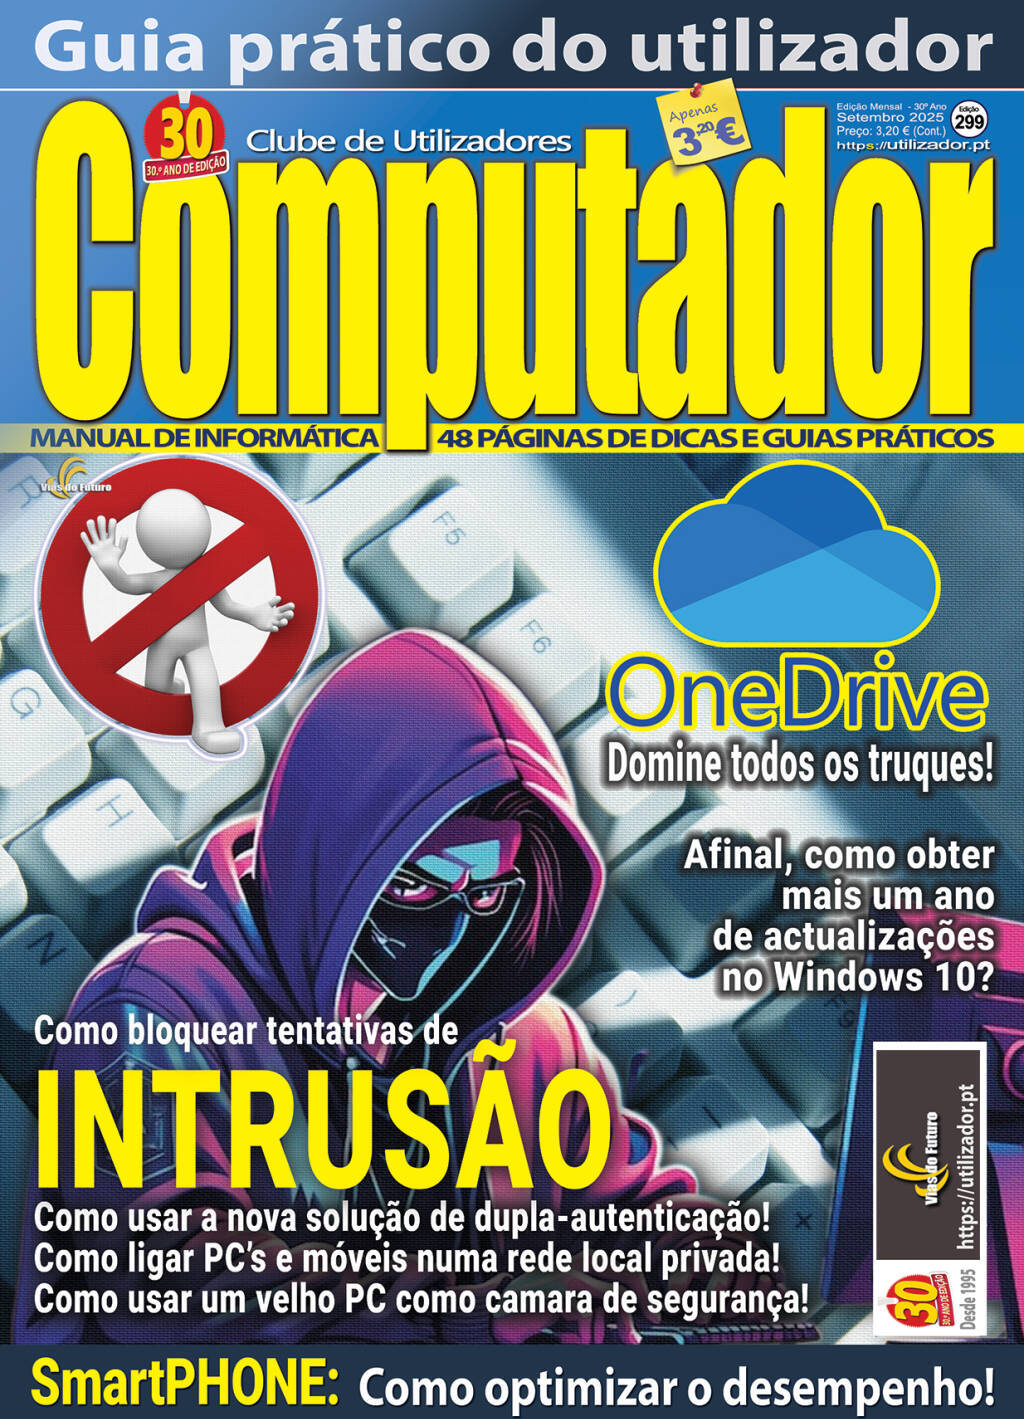 Guia prático do utilizador
30
30.º ANO DE EDIÇÃO
Clube de Utilizadores
Apenas
3,20 €
Edição Mensal - 30º Ano
Setembro 2025
Preço: 3,20 € (Cont.)
https://utilizador.pt
Edição
299
Computador
MANUAL DE INFORMÁTICA
48 PÁGINAS DE DICAS E GUIAS PRÁTICOS
Vias do Futuro
R
F5
F6
G
H
N
OneDrive
Domine todos os truques!
Afinal, como obter
mais um ano
de actualizações
no Windows 10?
Como bloquear tentativas de
INTRUSÃO
Como usar a nova solução de dupla-autenticação!
Como ligar PC's e móveis numa rede local privada!
Como usar um velho PC como camara de segurança!
Vias do Futuro
https://utilizador.pt
30
30.º ANO DE EDIÇÃO
Desde 1995
SmartPHONE: Como optimizar o desempenho!